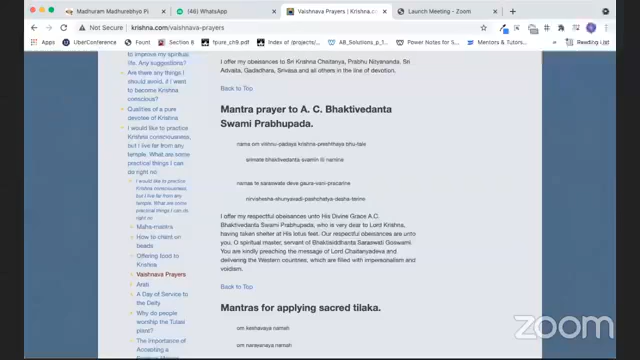 Madhuram Madhurabhyo Pi
(46) WhatsApp
Vaishnava Prayers | Krishna.com
Launch Meeting - Zoom
Not Secure | krishna.com/vaishnava-prayers
Fount
UberConference
Section 8
fipure_ch9.pdf
Index of /projects/...
AB_Solutions_p_1...
Power Notes for S...
Mentors & Tutors...
Reading List
to improve my spiritual
life. Any suggestions?
Are there any things I
should avoid, if I want
to become Krishna
conscious?
Qualities of a pure
devotee of Krishna
I would like to practice
Krishna consciousness,
but I live far from any
temple. What are some
practical things I can
do right no
I would like to practice
Krishna consciousness,
but I live far from any
temple. What are some
practical things I can do
right no
Maha-mantra
How to chant on
beads
Offering food to
Krishna
Vaishnava Prayers
Arati
A Day of Service to
the Deity
Why do people
worship the Tulasi
plant?
The importance of
Accepting a
I offer my obeisances to Sri Krishna Chaitanya, Prabhu Nityananda, Sri
Advaita, Gadadhara, Srivasa and all others in the line of devotion.
Back to Top
Mantra prayer to A. C. Bhaktivedanta
Swami Prabhupada.
nama om vishnu-padaya krishna-preshthaya bhu-tale
srimate bhaktivedanta svamin iti namine
namas te saraswate deve gaura-vani-pracarine
nirvishesha-shunyavadi-pashchatya-desha-tarine
I offer my respectful obeisances unto His Divine Grace A.C.
Bhaktivedanta Swami Prabhupada, who is very dear to Lord Krishna,
having taken shelter at His lotus feet. Our respectful obeisances are unto
you, O spiritual master, servant of Bhaktisiddhanta Saraswati Goswami.
You are kindly preaching the message of Lord Chaitanyadeva and
delivering the Western countries, which are filled with impersonalism and
voidism.
Back to Top
Mantras for applying sacred tilaka.
om keshavaya namah
om narayanaya namah
zoom